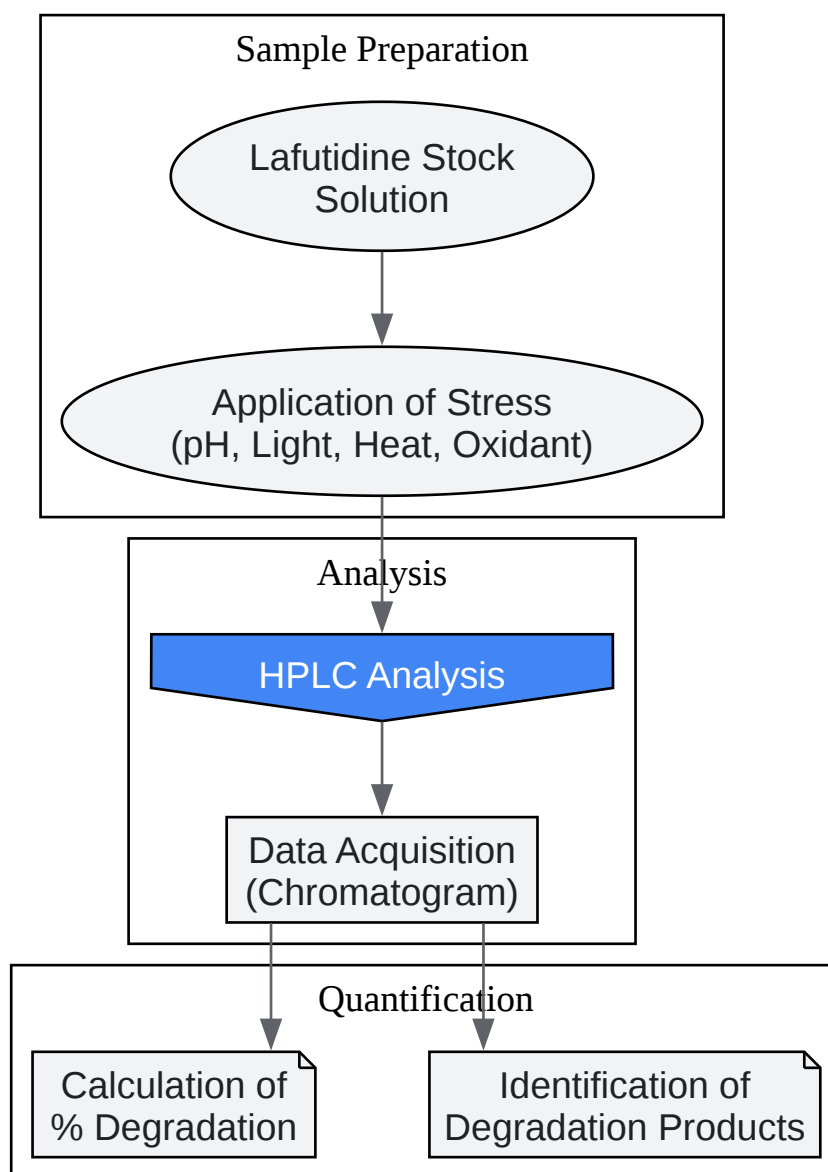 Sample Preparation
Lafutidine Stock
Solution
Application of Stress
(pH, Light, Heat, Oxidant)
Analysis
HPLC Analysis
Data Acquisition
(Chromatogram)
Quantification
Calculation of
% Degradation
Identification of
Degradation Products